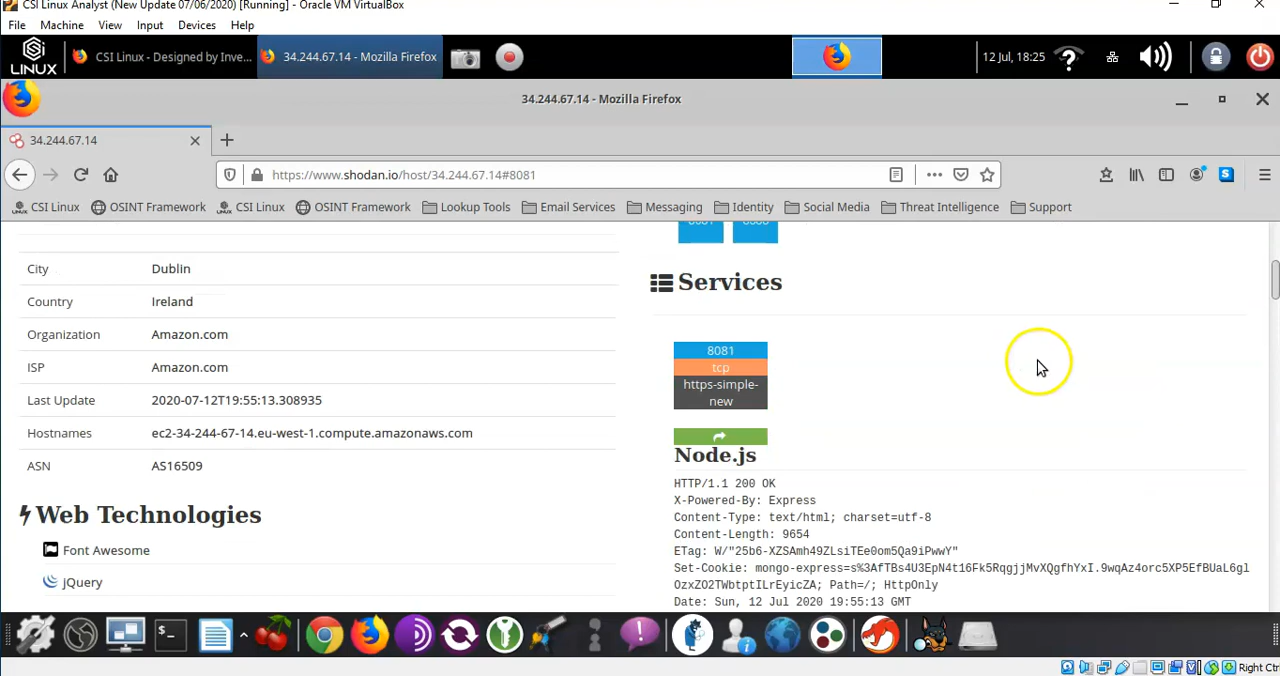 CSI Linux Analyst (New Update 07/06/2020) [Running] - Oracle VM VirtualBox
File Machine View Input Devices Help
LINUX
CSI Linux - Designed by Inve...
34.244.67.14 - Mozilla Firefox
12 Jul, 18:25
34.244.67.14 - Mozilla Firefox
34.244.67.14
https://www.shodan.io/host/34.244.67.14#8081
CSI Linux OSINT Framework CSI Linux OSINT Framework Lookup Tools Email Services Messaging Identity Social Media Threat Intelligence Support
City Dublin
Country Ireland
Organization Amazon.com
ISP Amazon.com
Last Update 2020-07-12T19:55:13.308935
Hostnames ec2-34-244-67-14.eu-west-1.compute.amazonaws.com
ASN AS16509
Web Technologies
Font Awesome
jQuery
Services
8081
tcp
https-simple-
new
Node.js
HTTP/1.1 200 OK
X-Powered-By: Express
Content-Type: text/html; charset=utf-8
Content-Length: 9654
ETag: W/"25b6-XZSAmh49ZLsiTEe0om5Qa9iPwwY"
Set-Cookie: mongo-express=s%3AfTBs4U3EpN4t16Fk5RqgjjMvXQgfhYxI.9wqAz4orc5XP5EfBUaL6gl
OzxZO2TWbtptILrEyicZA; Path=/; HttpOnly
Date: Sun, 12 Jul 2020 19:55:13 GMT
Right Ctr